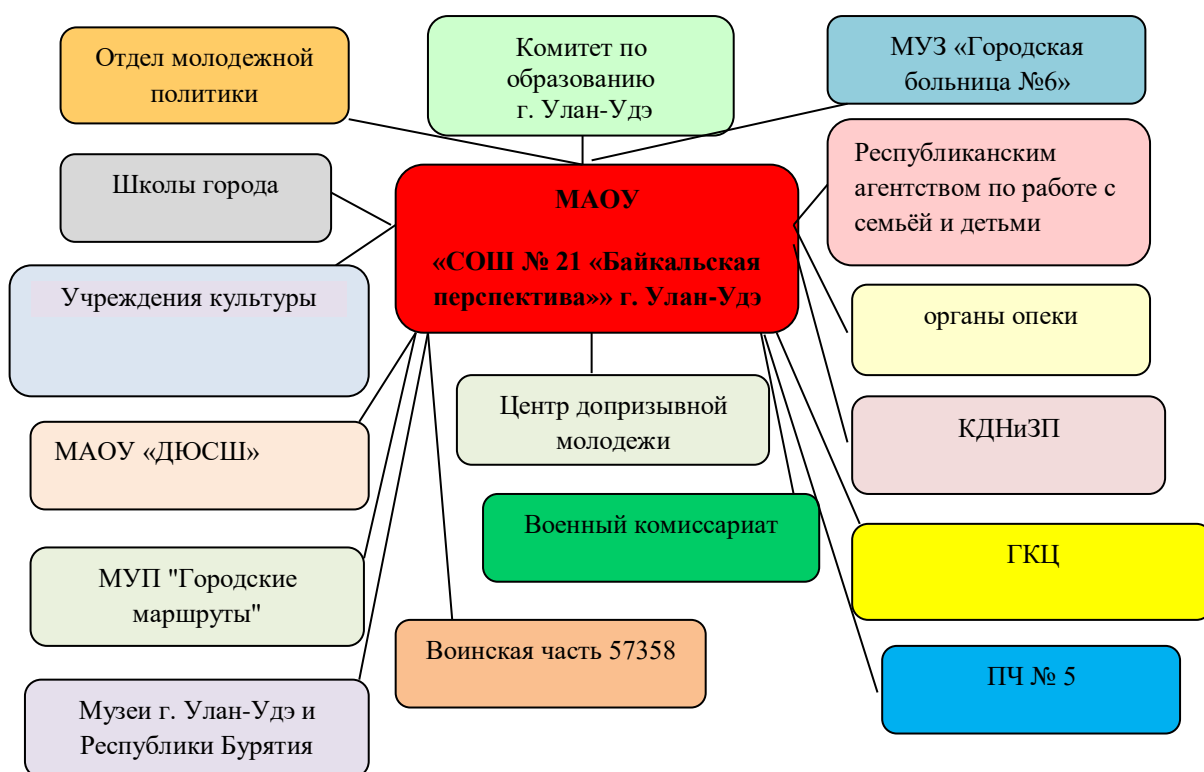 Отдел молодежной
политики
Комитет по
образованию
г. Улан-Удэ
МУЗ «Городская
больница №6»
Школы города
МАОУ
«СОШ № 21 «Байкальская
перспектива»» г. Улан-Удэ
Республиканским
агентством по работе с
семьёй и детьми
Учреждения культуры
органы опеки
Центр допризывной
молодежи
МАОУ «ДЮСШ»
КДНиЗП
Военный комиссариат
МУП "Городские
маршруты"
ГКЦ
Воинская часть 57358
ПЧ № 5
Музеи г. Улан-Удэ и
Республики Бурятия